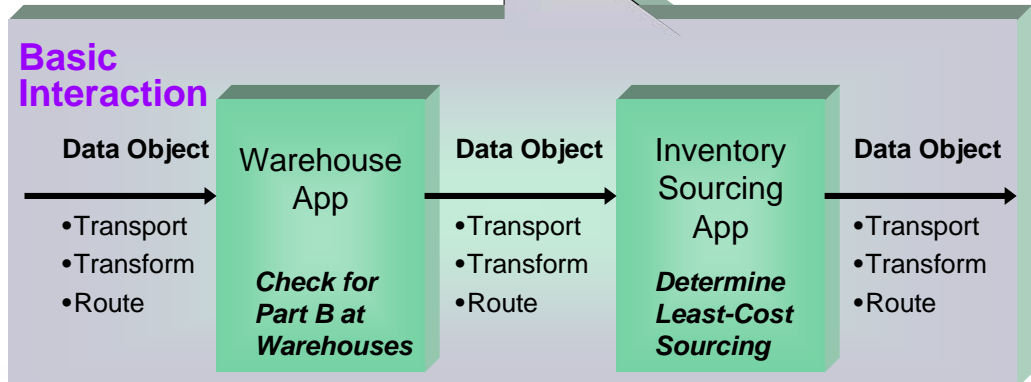 Basic
Interaction
Data Object
•Transport
•Transform
•Route
Warehouse
App
Check for
Part B at
Warehouses
Data Object
•Transport
•Transform
•Route
Inventory
Sourcing
App
Determine
Least-Cost
Sourcing
Data Object
•Transport
•Transform
•Route